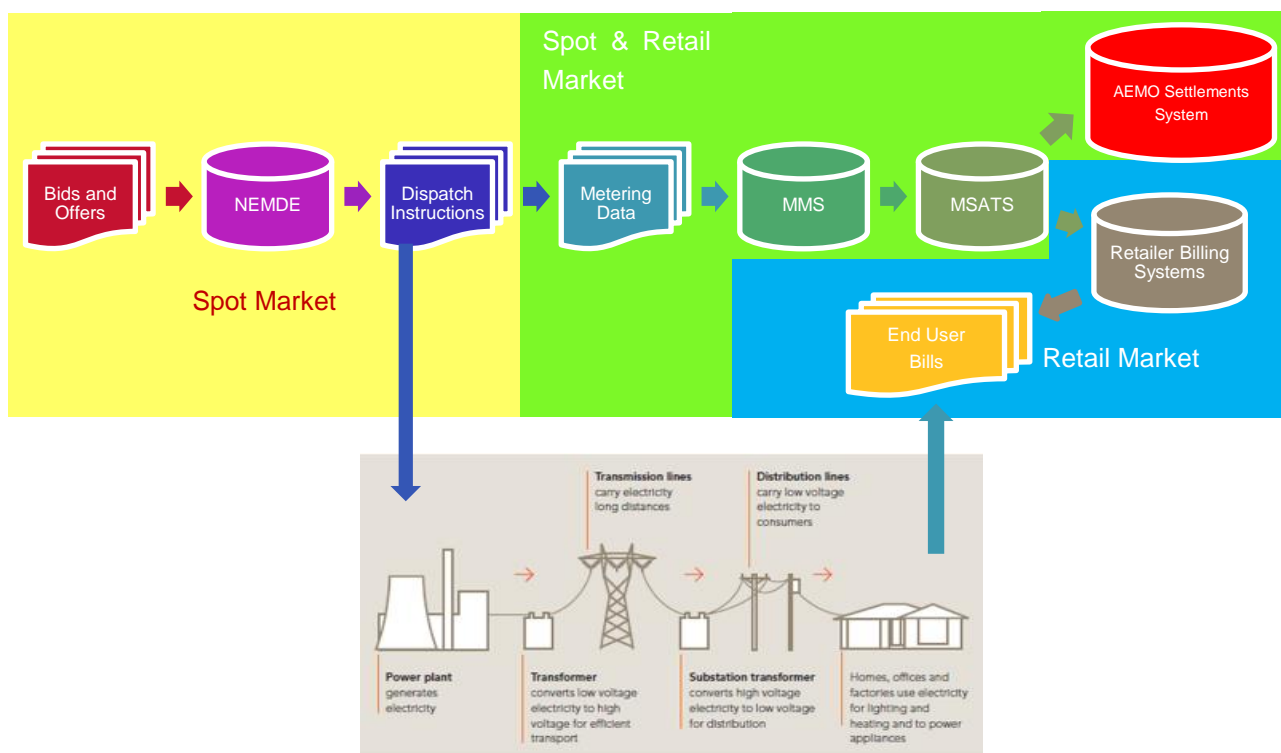 Spot & Retail
Market
AEMO Settlements
System
Bids and
Offers
NEMDE
Dispatch
Instructions
Metering
Data
MMS
MSATS
Retailer Billing
Systems
Spot Market
End User
Bills
Retail Market
Transmission lines
carry electricity
long distances
Distribution lines
carry low voltage
electricity to
consumers
Power plant
generates
electricity
Transformer
converts low voltage
electricity to high
voltage for efficient
transport
Substation transformer
converts high voltage
electricity to low voltage
for distribution
Homes, offices and
factories use electricity
for lighting and
heating and to power
appliances